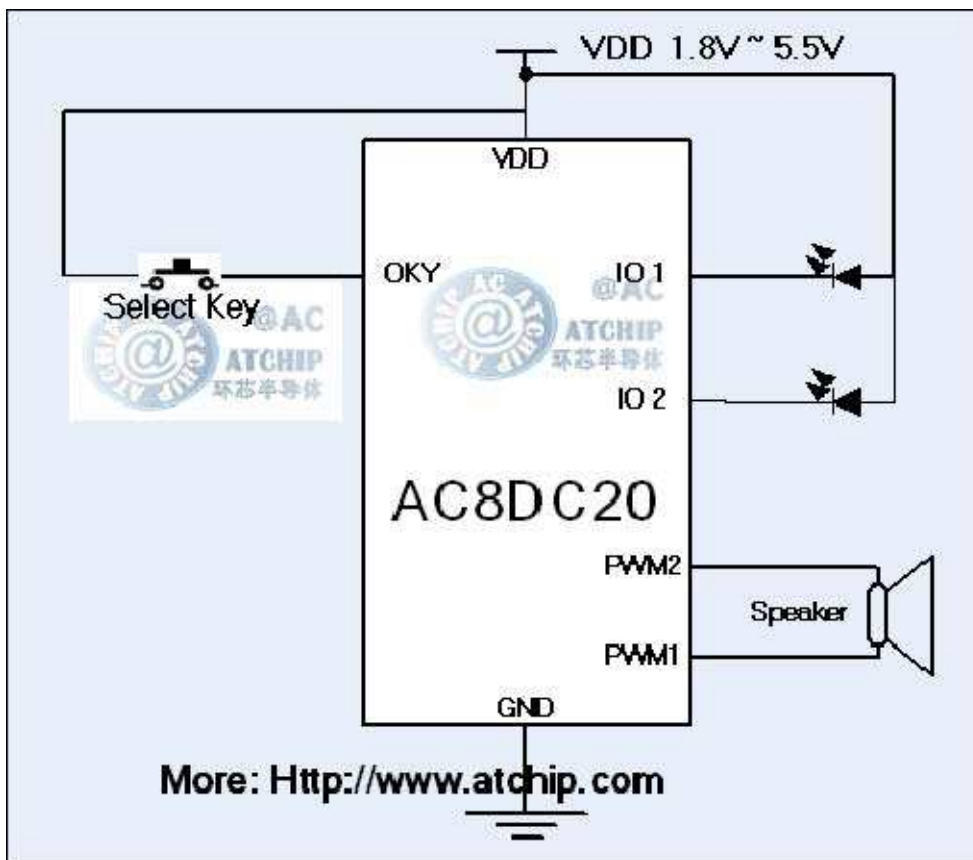 VDD 1.8V~5.5V
VDD
OKY
IO 1
Select Key
@AC
ATCHIP
环芯半导体
@AC
ATCHIP
环芯半导体
IO 2
AC8DC20
PWM2
Speaker
PWM1
GND
More: Http://www.atchip.com